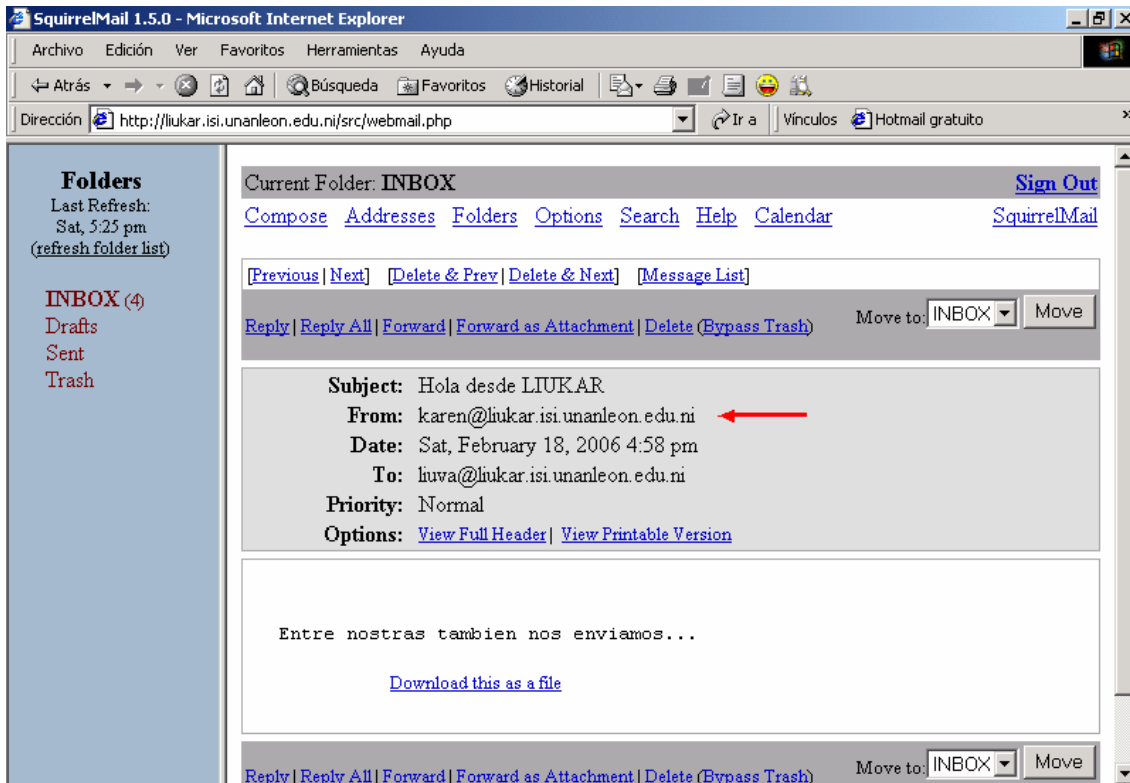 SquirrelMail 1.5.0 - Microsoft Internet Explorer
Archivo Edición Ver Favoritos Herramientas Ayuda
Atrás Búsqueda Favoritos Historial
Dirección http://liukar.isi.unanleon.edu.ni/src/webmail.php Ir a Vínculos Hotmail gratuito »
Folders
Last Refresh:
Sat, 5:25 pm
(refresh folder list)
INBOX (4)
Drafts
Sent
Trash
Current Folder: INBOX Sign Out
Compose Addresses Folders Options Search Help Calendar SquirrelMail
[Previous | Next] [Delete & Prev | Delete & Next] [Message List]
Reply | Reply All | Forward | Forward as Attachment | Delete (Bypass Trash) Move to: INBOX Move
Subject: Hola desde LIUKAR
From: karen@liukar.isi.unanleon.edu.ni
Date: Sat, February 18, 2006 4:58 pm
To: liuva@liukar.isi.unanleon.edu.ni
Priority: Normal
Options: View Full Header | View Printable Version
Entre nostras tambien nos enviamos...
Download this as a file
Reply | Reply All | Forward | Forward as Attachment | Delete (Bypass Trash) Move to: INBOX Move